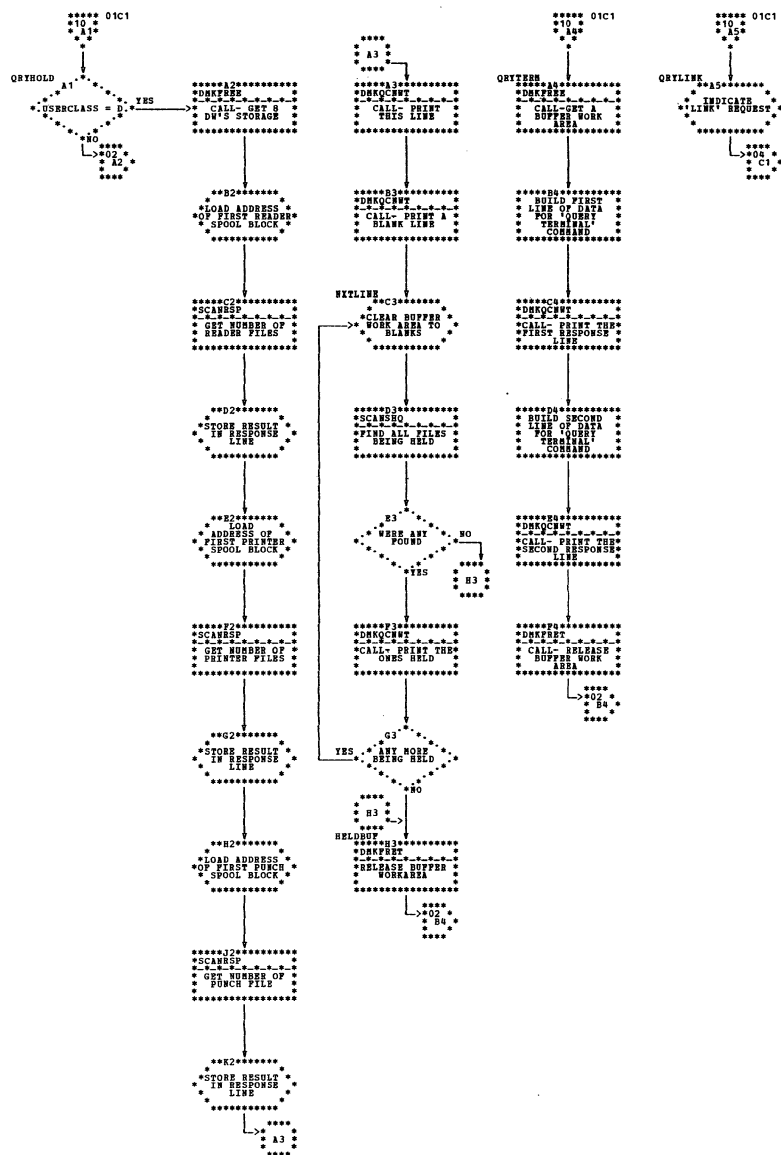 01C1
10
A1
QRYHOLD
A1
USERCLASS = D
YES
NO
02
A2
A2
DMKFREE
CALL- GET 8
DW'S STORAGE
B2
LOAD ADDRESS
OF FIRST READER
SPOOL BLOCK
C2
SCANRSP
GET NUMBER OF
READER FILES
D2
STORE RESULT
IN RESPONSE
LINE
E2
LOAD
ADDRESS OF
FIRST PRINTER
SPOOL BLOCK
F2
SCANRSP
GET NUMBER OF
PRINTER FILES
G2
STORE RESULT
IN RESPONSE
LINE
H2
LOAD ADDRESS
OF FIRST PUNCH
SPOOL BLOCK
J2
SCANRSP
GET NUMBER OF
PUNCH FILE
K2
STORE RESULT
IN RESPONSE
LINE
A3
A3
A3
DMKQCNWT
CALL- PRINT
THIS LINE
B3
DMKQCNWT
CALL- PRINT A
BLANK LINE
NXTLINE
C3
CLEAR BUFFER
WORK AREA TO
BLANKS
D3
SCANSHQ
FIND ALL FILES
BEING HELD
E3
WERE ANY
FOUND
NO
H3
YES
F3
DMKQCNWT
CALL- PRINT THE
ONES HELD
G3
YES
ANY MORE
BEING HELD
NO
H3
HELDBUF
H3
DMKFRET
RELEASE BUFFER
WORKAREA
02
B4
01C1
10
A4
QRYTERM
A4
DMKFREE
CALL-GET A
BUFFER WORK
AREA
B4
BUILD FIRST
LINE OF DATA
FOR 'QUERY
TERMINAL'
COMMAND
C4
DMKQCNWT
CALL- PRINT THE
FIRST RESPONSE
LINE
D4
BUILD SECOND
LINE OF DATA
FOR 'QUERY
TERMINAL'
COMMAND
E4
DMKQCNWT
CALL- PRINT THE
SECOND RESPONSE
LINE
F4
DMKFRET
CALL- RELEASE
BUFFER WORK
AREA
02
B4
01C1
10
A5
QRYLINK
A5
INDICATE
'LINK' REQUEST
04
C1